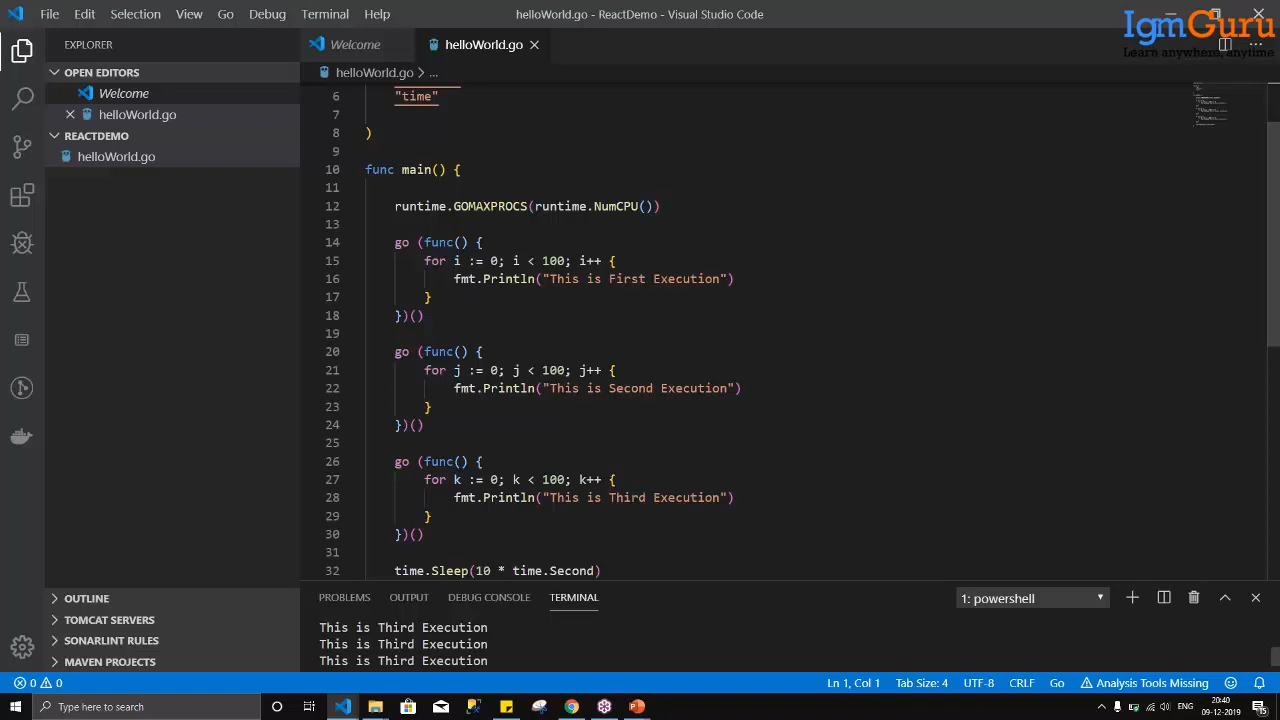 File Edit Selection View Go Debug Terminal Help
helloWorld.go - ReactDemo - Visual Studio Code
IgmGuru
Learn anywhere, anytime.
EXPLORER
OPEN EDITORS
Welcome
helloWorld.go
REACTDEMO
helloWorld.go
OUTLINE
TOMCAT SERVERS
SONARLINT RULES
MAVEN PROJECTS
Welcome helloWorld.go
helloWorld.go > ...
6 "time"
7
8 )
9
10 func main() {
11
12 runtime.GOMAXPROCS(runtime.NumCPU())
13
14 go (func() {
15 for i := 0; i < 100; i++ {
16 fmt.Println("This is First Execution")
17 }
18 })()
19
20 go (func() {
21 for j := 0; j < 100; j++ {
22 fmt.Println("This is Second Execution")
23 }
24 })()
25
26 go (func() {
27 for k := 0; k < 100; k++ {
28 fmt.Println("This is Third Execution")
29 }
30 })()
31
32 time.Sleep(10 * time.Second)
PROBLEMS OUTPUT DEBUG CONSOLE TERMINAL 1: powershell
This is Third Execution
This is Third Execution
This is Third Execution
0 0 Ln 1, Col 1 Tab Size: 4 UTF-8 CRLF Go Analysis Tools Missing
Type here to search
ENG
20:40
09-12-2019